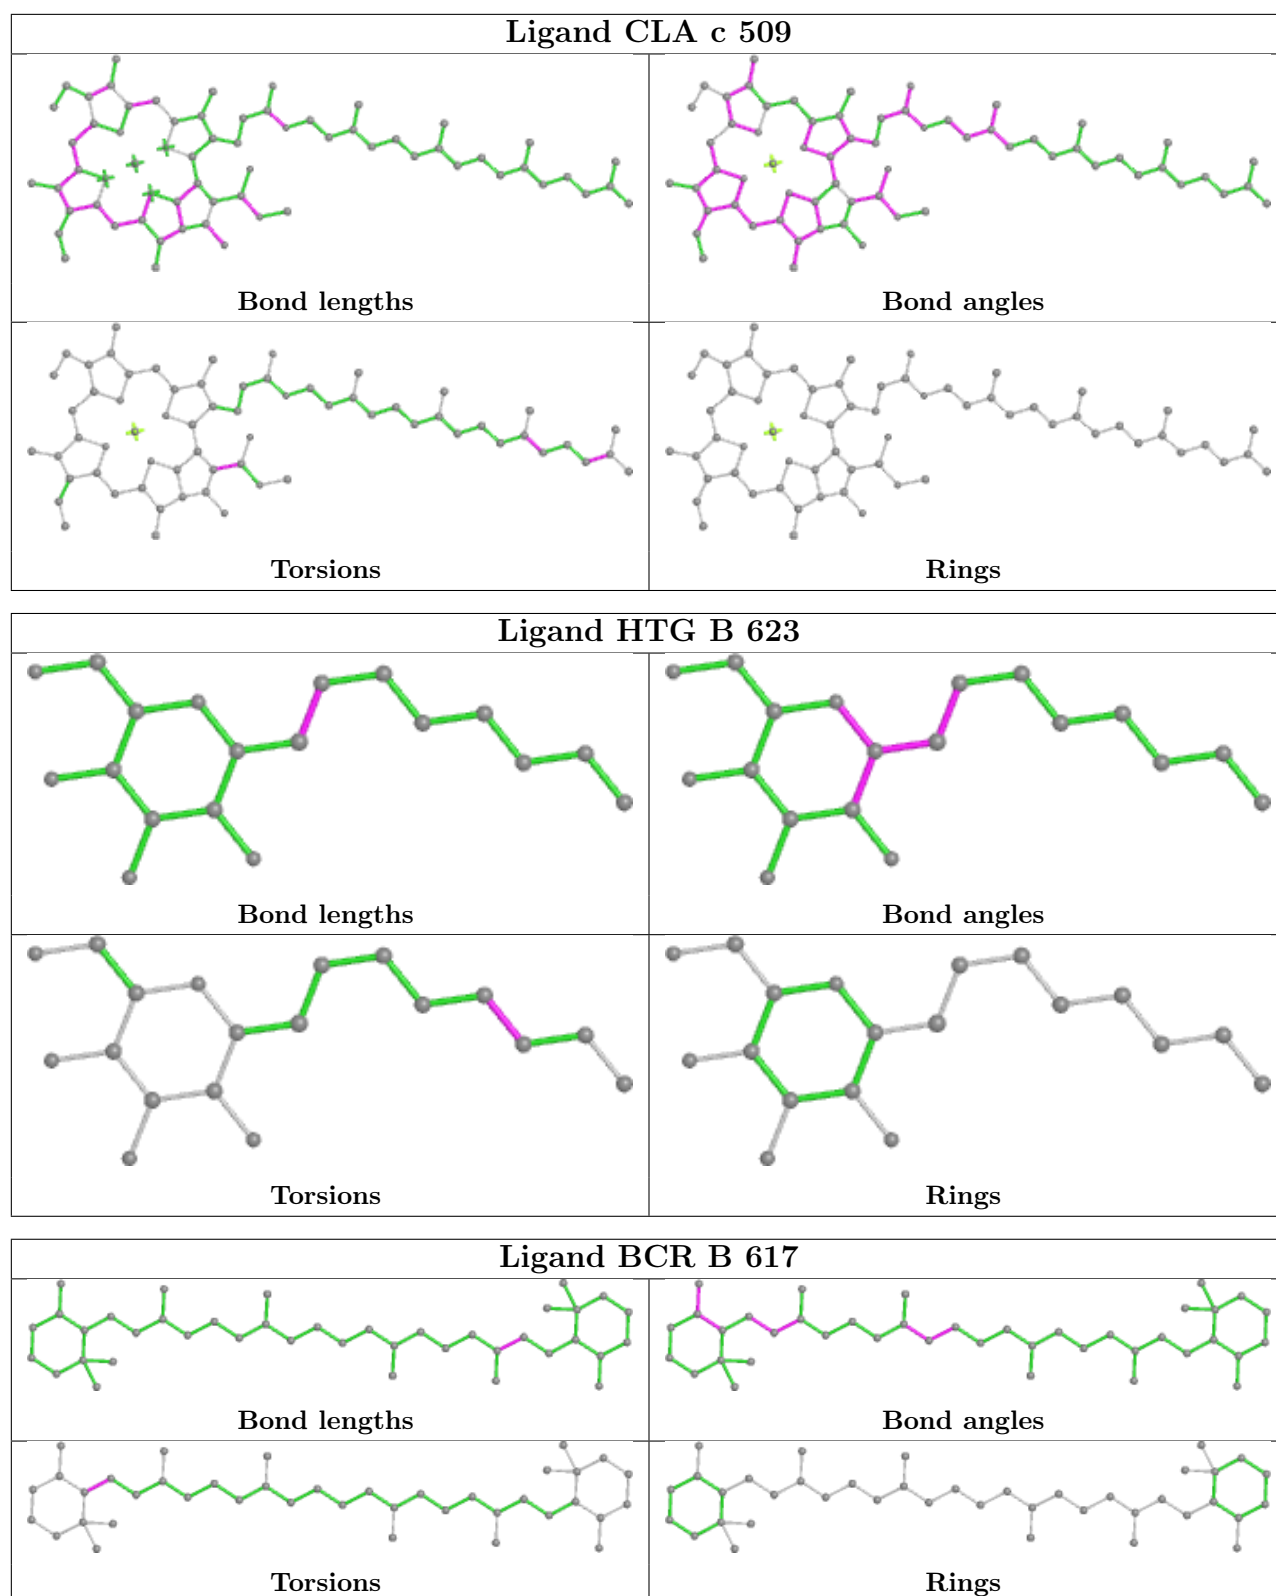 Ligand CLA c 509
Bond lengths
Bond angles
Torsions
Rings
Ligand HTG B 623
Bond lengths
Bond angles
Torsions
Rings
Ligand BCR B 617
Bond lengths
Bond angles
Torsions
Rings